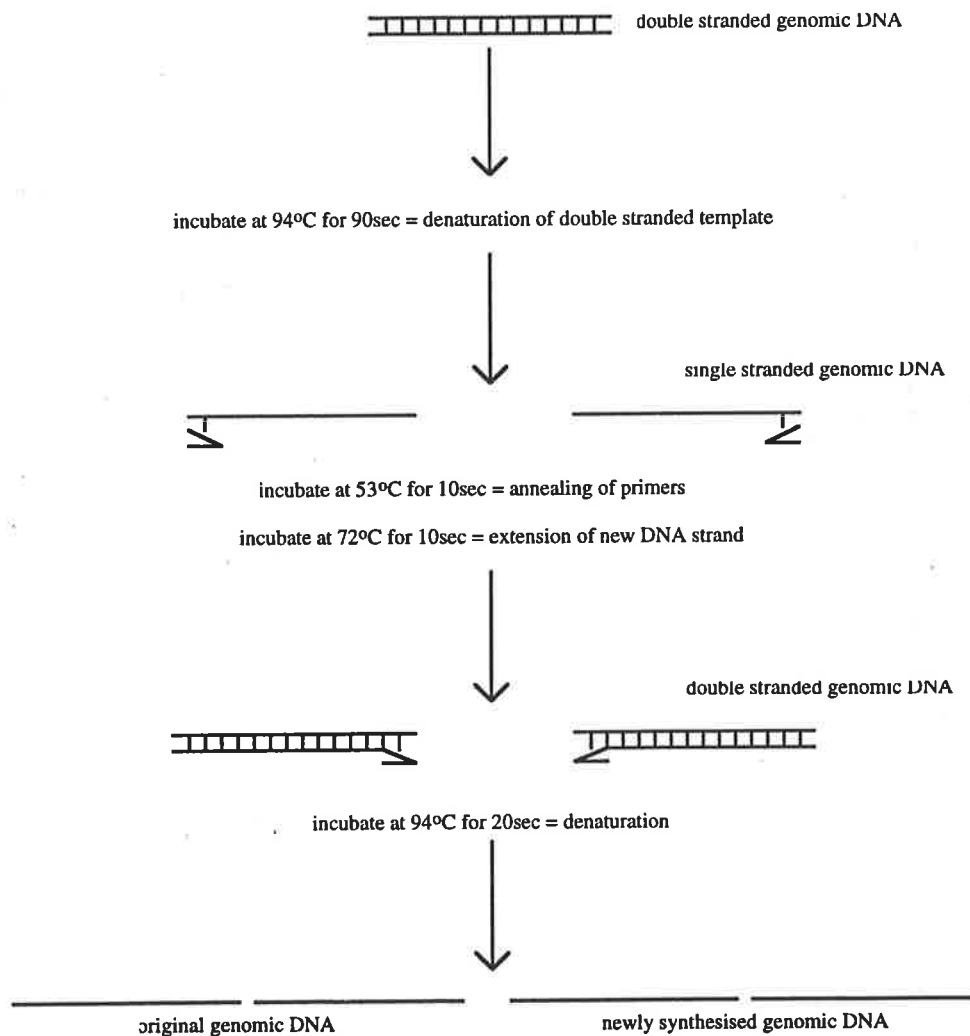 double stranded genomic DNA
incubate at 94ºC for 90sec = denaturation of double stranded template
single stranded genomic DNA
incubate at 53ºC for 10sec = annealing of primers
incubate at 72ºC for 10sec = extension of new DNA strand
double stranded genomic DNA
incubate at 94ºC for 20sec = denaturation
original genomic DNA newly synthesised genomic DNA